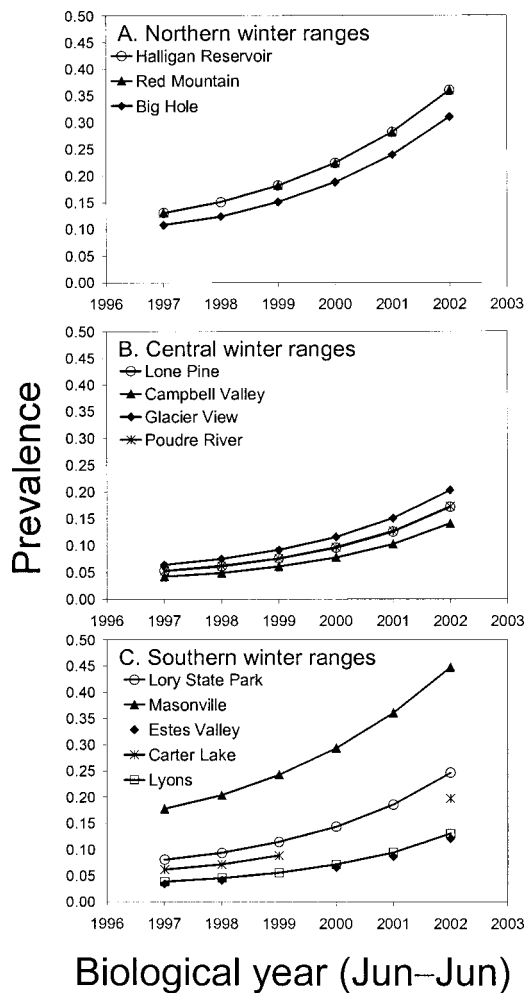 A. Northern winter ranges
Halligan Reservoir
Red Mountain
Big Hole
0.50
0.45
0.40
0.35
0.30
0.25
0.20
0.15
0.10
0.05
0.00
1996 1997 1998 1999 2000 2001 2002 2003
B. Central winter ranges
Lone Pine
Campbell Valley
Glacier View
Poudre River
0.50
0.45
0.40
0.35
0.30
0.25
0.20
0.15
0.10
0.05
0.00
1996 1997 1998 1999 2000 2001 2002 2003
C. Southern winter ranges
Lory State Park
Masonville
Estes Valley
Carter Lake
Lyons
0.50
0.45
0.40
0.35
0.30
0.25
0.20
0.15
0.10
0.05
0.00
1996 1997 1998 1999 2000 2001 2002 2003
Prevalence
Biological year (Jun–Jun)